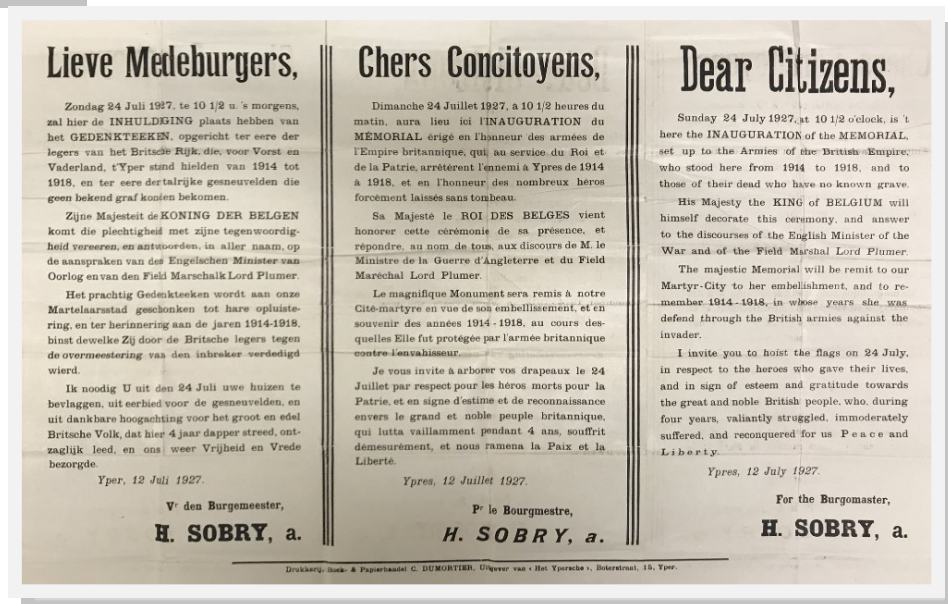 Lieve Medeburgers,
Zondag 24 Juli 1927, te 10 1/2 u. 's morgens,
zal hier de INHULDIGING plaats hebben van
het GEDENKTEEKEN, opgericht ter eere der
legers van het Britsche Rijk, die, voor Vorst en
Vaderland, t'Yper stand hielden van 1914 tot
1918, en ter eere der talrijke gesneuvelden die
geen bekend graf konden bekomen.
Zijne Majesteit de KONING DER BELGEN
komt die plechtigheid met zijne tegenwoordig-
heid vereeren, en antwoorden, in aller naam, op
de aanspraken van des Engelschen Minister van
Oorlog en van den Field Marschalk Lord Plumer.
Het prachtig Gedenkteeken wordt aan onze
Martelaarsstad geschonken tot hare opluiste-
ring, en ter herinnering aan de jaren 1914-1918,
binst dewelke Zij door de Britsche legers tegen
de overmeestering van den inbreker verdedigd
wierd.
Ik noodig U uit den 24 Juli uwe huizen te
bevlaggen, uit eerbied voor de gesneuvelden, en
uit dankbare hoogachting voor het groot en edel
Britsche Volk, dat hier 4 jaar dapper streed, ont-
zaglijk leed, en ons weer Vrijheid en Vrede
bezorgde.
Yper, 12 Juli 1927.
Vr den Burgemeester,
H. SOBRY, a.
Chers Concitoyens,
Dimanche 24 Juillet 1927, a 10 1/2 heures du
matin, aura lieu ici l'INAUGURATION du
MÉMORIAL érigé en l'honneur des armées de
l'Empire britannique, qui, au service du Roi et
de la Patrie, arrêtèrent l'ennemi à Ypres de 1914
à 1918, et en l'honneur des nombreux héros
forcément laissés sans tombeau.
Sa Majesté le ROI DES BELGES vient
honorer cette cérémonie de sa présence, et
répondre, au nom de tous, aux discours de M. le
Ministre de la Guerre d'Angleterre et du Field
Maréchal Lord Plumer.
Le magnifique Monument sera remis à notre
Cité-martyre en vue de son embellissement, et en
souvenir des années 1914-1918, au cours des-
quelles Elle fut protégée par l'armée britannique
contre l'envahisseur.
Je vous invite à arborer vos drapeaux le 24
Juillet par respect pour les héros morts pour la
Patrie, et en signe d'estime et de reconnaissance
envers le grand et noble peuple britannique,
qui lutta vaillamment pendant 4 ans, souffrit
démesurément, et nous ramena la Paix et la
Liberté.
Ypres, 12 Juillet 1927.
Pr le Bourgmestre,
H. SOBRY, a.
Dear Citizens,
Sunday 24 July 1927, at 10 1/2 o'clock, is 't
here the INAUGURATION of the MEMORIAL,
set up to the Armies of the British Empire,
who stood here from 1914 to 1918, and to
those of their dead who have no known grave.
His Majesty the KING of BELGIUM will
himself decorate this ceremony, and answer
to the discourses of the English Minister of the
War and of the Field Marshal Lord Plumer.
The majestic Memorial will be remit to our
Martyr-City to her embellishment, and to re-
member 1914-1918, in whose years she was
defend through the British armies against the
invader.
I invite you to hoist the flags on 24 July,
in respect to the heroes who gave their lives,
and in sign of esteem and gratitude towards
the great and noble British people, who, during
four years, valiantly struggled, immoderately
suffered, and reconquered for us Peace and
Liberty.
Ypres, 12 July 1927.
For the Burgomaster,
H. SOBRY, a.
Drukkerij, Boek- & Papierhandel C. DUMORTIER, Uitgever van « Het Ypersche », Boterstraat, 15, Yper.